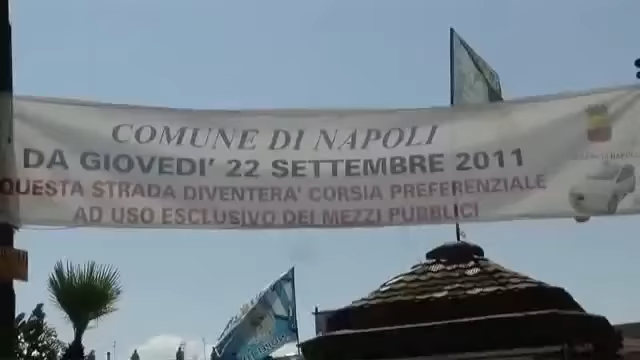 COMUNE DI NAPOLI
DA GIOVEDI' 22 SETTEMBRE 2011
QUESTA STRADA DIVENTERA' CORSIA PREFERENZIALE
AD USO ESCLUSIVO DEI MEZZI PUBBLICI